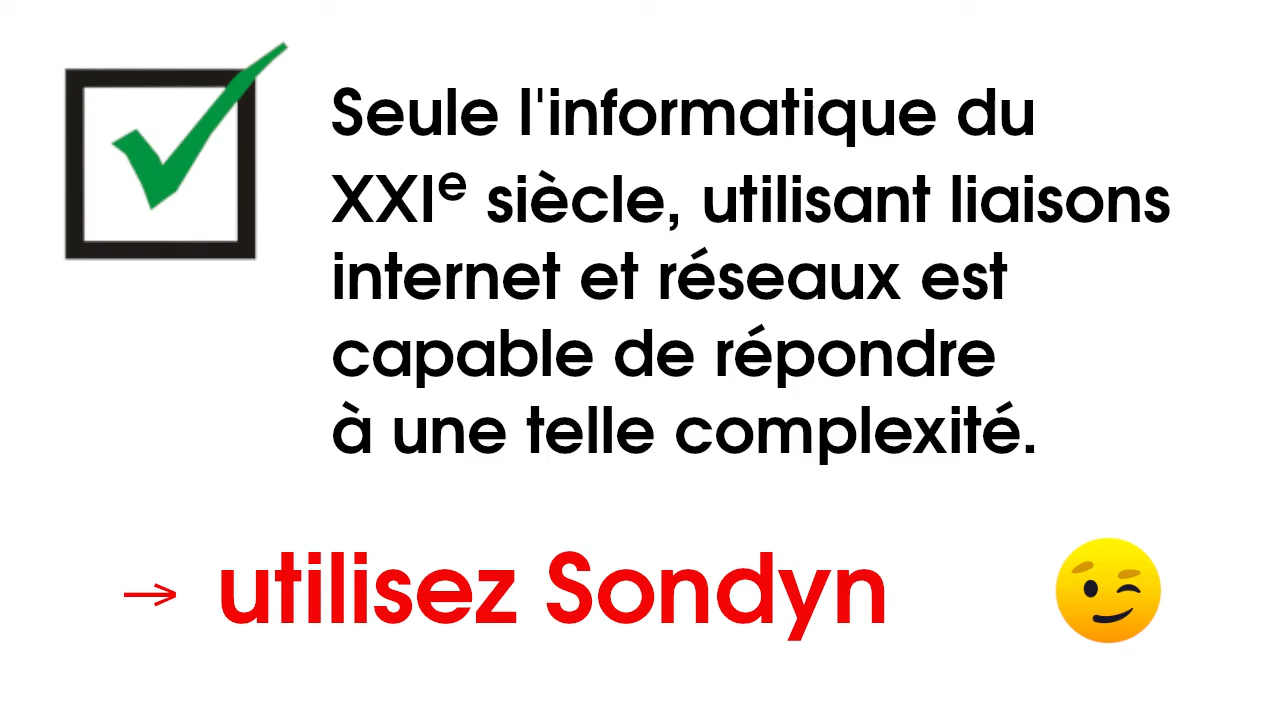 Seule l'informatique du
XXIe siècle, utilisant liaisons
internet et réseaux est
capable de répondre
à une telle complexité.
→ utilisez Sondyn